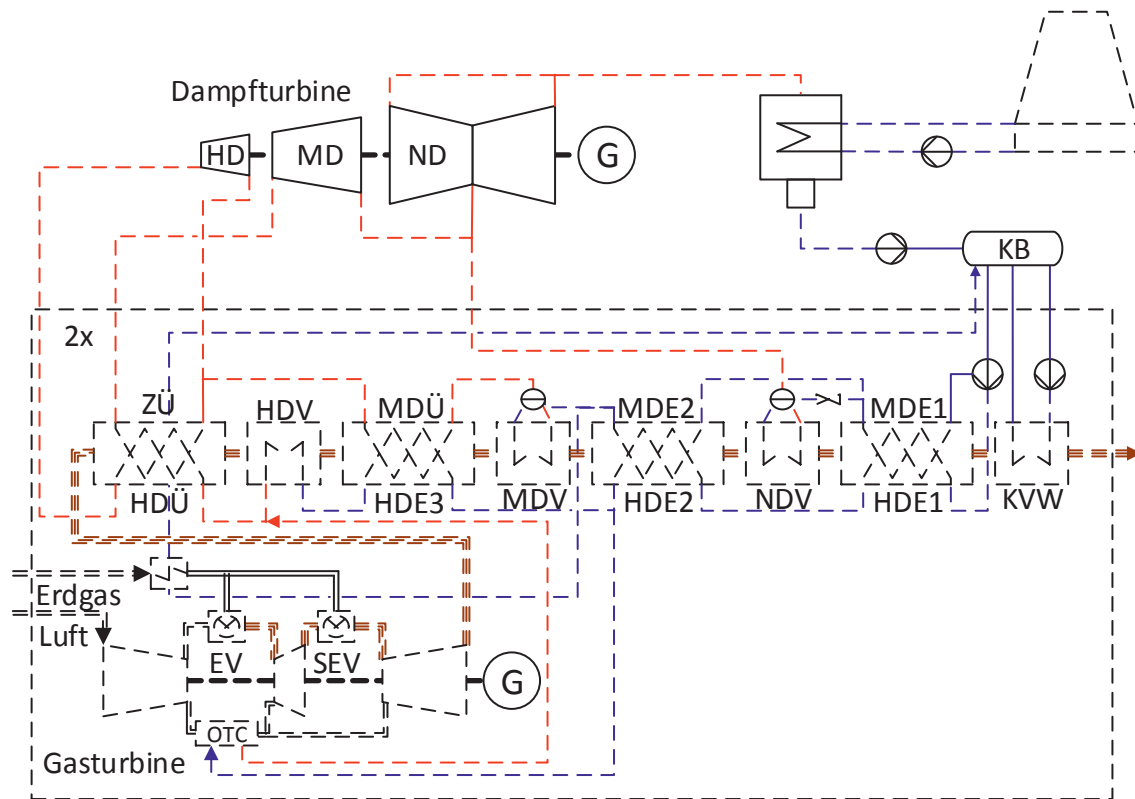 Dampfturbine
HD
MD
ND
G
KB
2x
ZÜ
HDV
MDÜ
MDE2
MDE1
HDÜ
HDE3
MDV
HDE2
NDV
HDE1
KVW
Erdgas
Luft
EV
SEV
G
OTC
Gasturbine